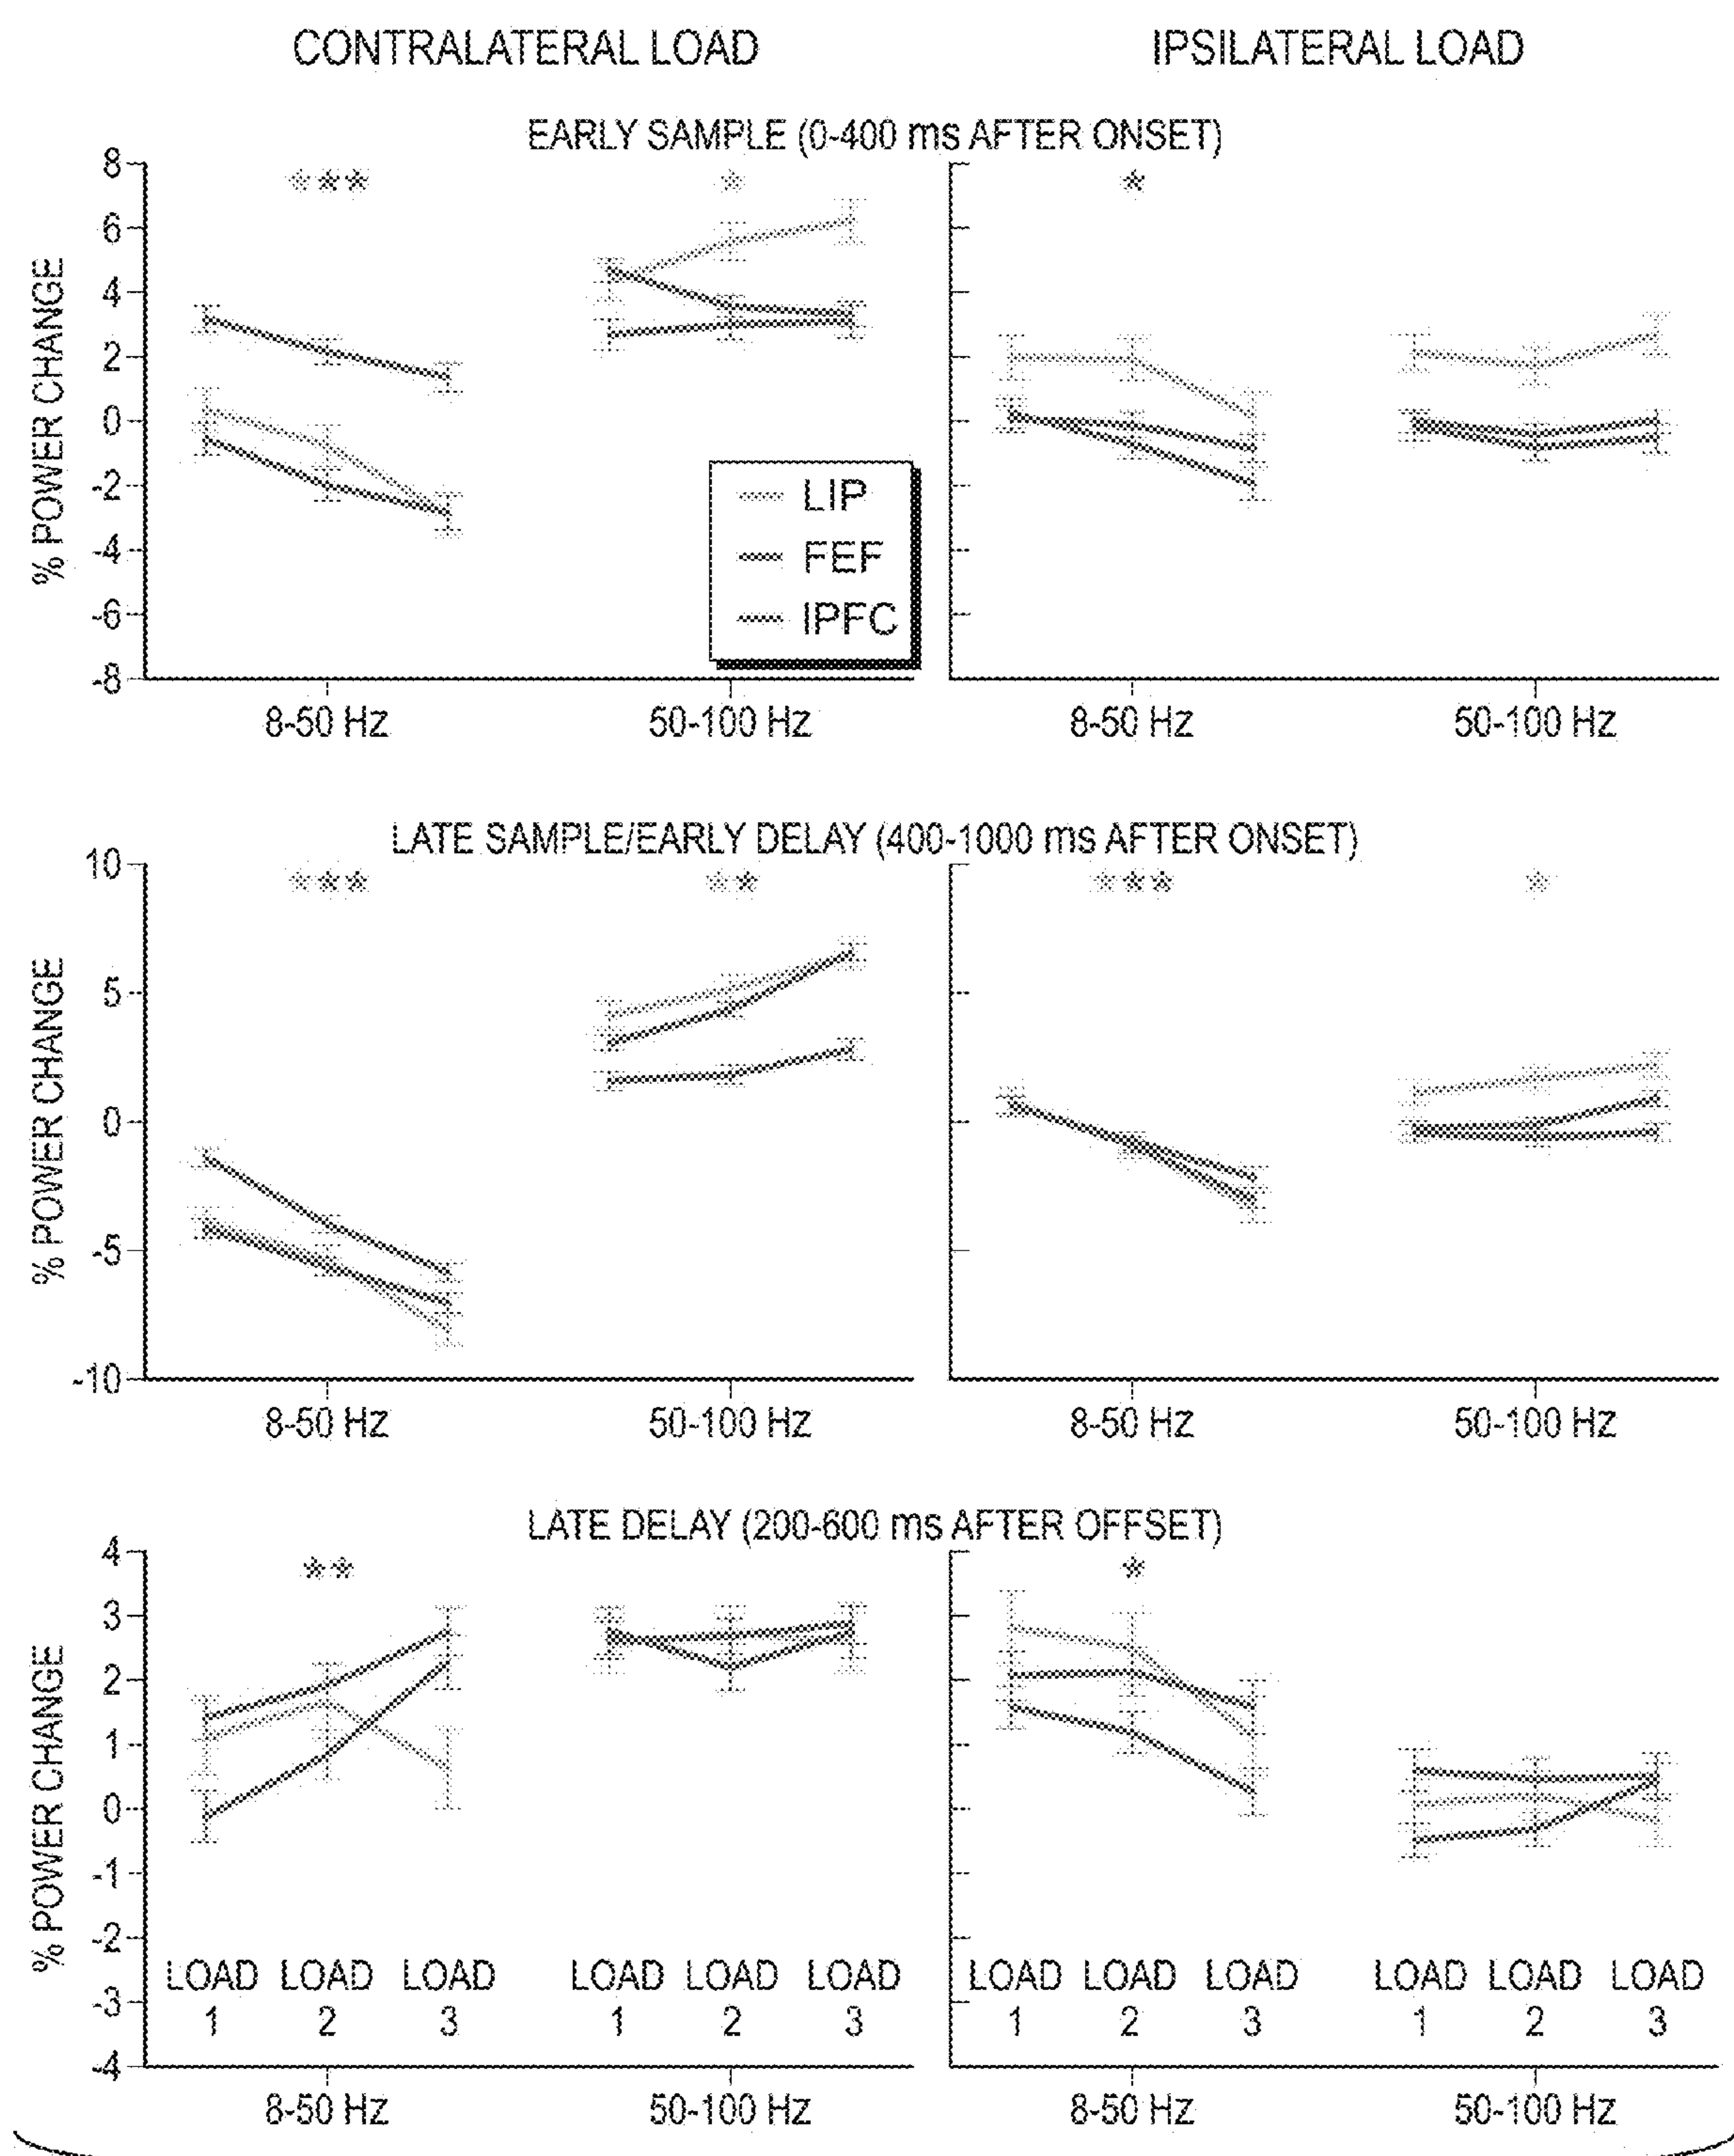 CONTRALATERAL LOAD
IPSILATERAL LOAD
EARLY SAMPLE (0-400 ms AFTER ONSET)
% POWER CHANGE
8
6
4
2
0
-2
-4
-6
-8
***
*
*
LIP
FEF
lPFC
8-50 Hz
50-100 Hz
8-50 Hz
50-100 Hz
LATE SAMPLE/EARLY DELAY (400-1000 ms AFTER ONSET)
% POWER CHANGE
10
5
0
-5
-10
***
**
***
*
8-50 Hz
50-100 Hz
8-50 Hz
50-100 Hz
LATE DELAY (200-600 ms AFTER OFFSET)
% POWER CHANGE
4
3
2
1
0
-1
-2
-3
-4
**
*
LOAD LOAD LOAD
1 2 3
LOAD LOAD LOAD
1 2 3
LOAD LOAD LOAD
1 2 3
LOAD LOAD LOAD
1 2 3
8-50 Hz
50-100 Hz
8-50 Hz
50-100 Hz